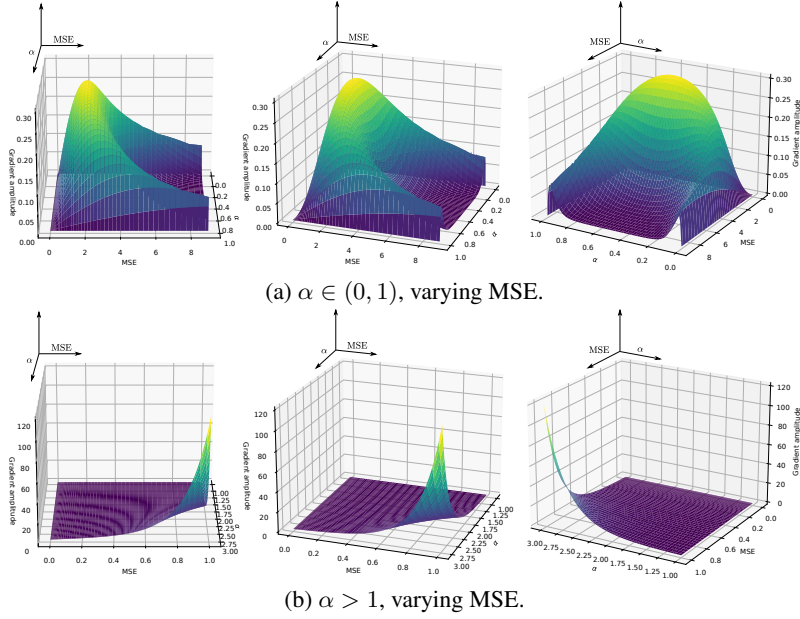 MSE
α
MSE
α
MSE
α
0.30
0.25
0.20
0.15
0.10
0.05
0.00
Gradient amplitude
0 2 4 6 8
MSE
0.0
0.2
0.4
0.6
0.8
1.0
α
0.30
0.25
0.20
0.15
0.10
0.05
0.00
Gradient amplitude
0 2 4 6 8
MSE
0.0
0.2
0.4
0.6
0.8
1.0
α
0.30
0.25
0.20
0.15
0.10
0.05
0.00
Gradient amplitude
1.0 0.8 0.6 0.4 0.2 0.0
α
0
2
4
6
8
MSE
(a) α ∈ (0, 1), varying MSE.
MSE
α
MSE
α
MSE
α
120
100
80
60
40
20
0
Gradient amplitude
0.0 0.2 0.4 0.6 0.8 1.0
MSE
1.00
1.25
1.50
1.75
2.00
2.25
2.50
2.75
3.00
α
120
100
80
60
40
20
0
Gradient amplitude
0.0 0.2 0.4 0.6 0.8 1.0
MSE
1.00
1.25
1.50
1.75
2.00
2.25
2.50
2.75
3.00
α
120
100
80
60
40
20
0
Gradient amplitude
3.00 2.75 2.50 2.25 2.00 1.75 1.50 1.25 1.00
α
0.0
0.2
0.4
0.6
0.8
1.0
MSE
(b) α > 1, varying MSE.